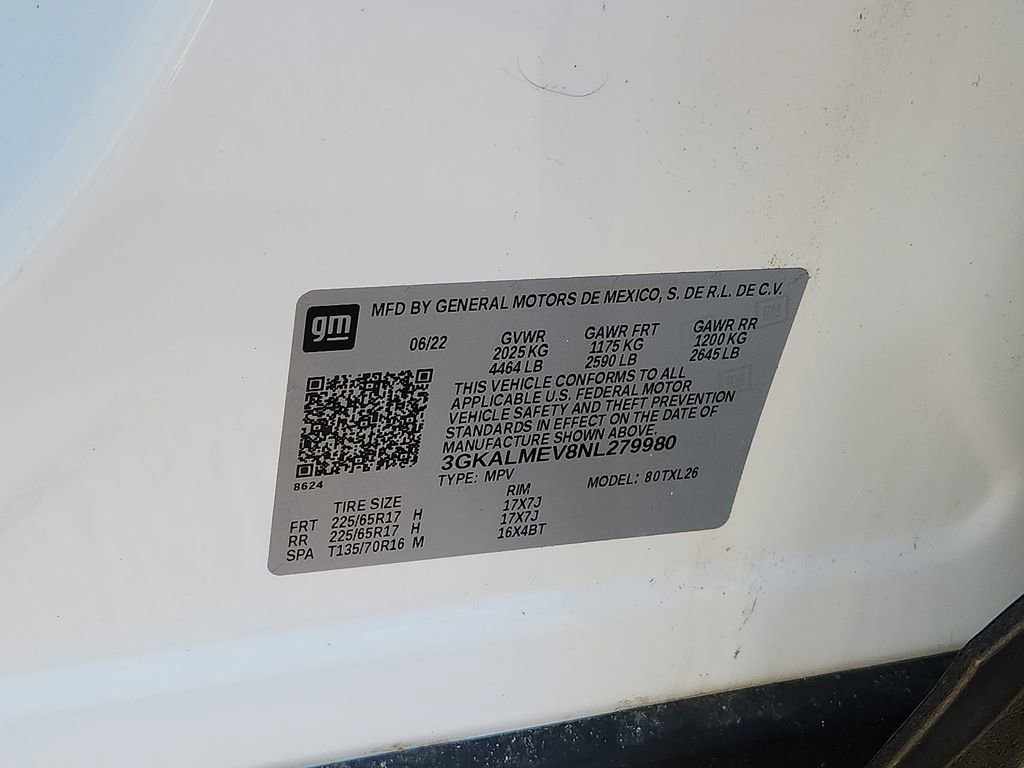 gm
MFD BY GENERAL MOTORS DE MEXICO, S. DE R.L. DE C.V.
06/22 GVWR GAWR FRT GAWR RR
2025 KG 1175 KG 1200 KG
4464 LB 2590 LB 2645 LB
THIS VEHICLE CONFORMS TO ALL
APPLICABLE U.S. FEDERAL MOTOR
VEHICLE SAFETY AND THEFT PREVENTION
STANDARDS IN EFFECT ON THE DATE OF
MANUFACTURE SHOWN ABOVE.
3GKALMEV8NL279980
TYPE: MPV MODEL: 80TXL26
8624
TIRE SIZE RIM
FRT 225/65R17 H 17X7J
RR 225/65R17 H 17X7J
SPA T135/70R16 M 16X4BT